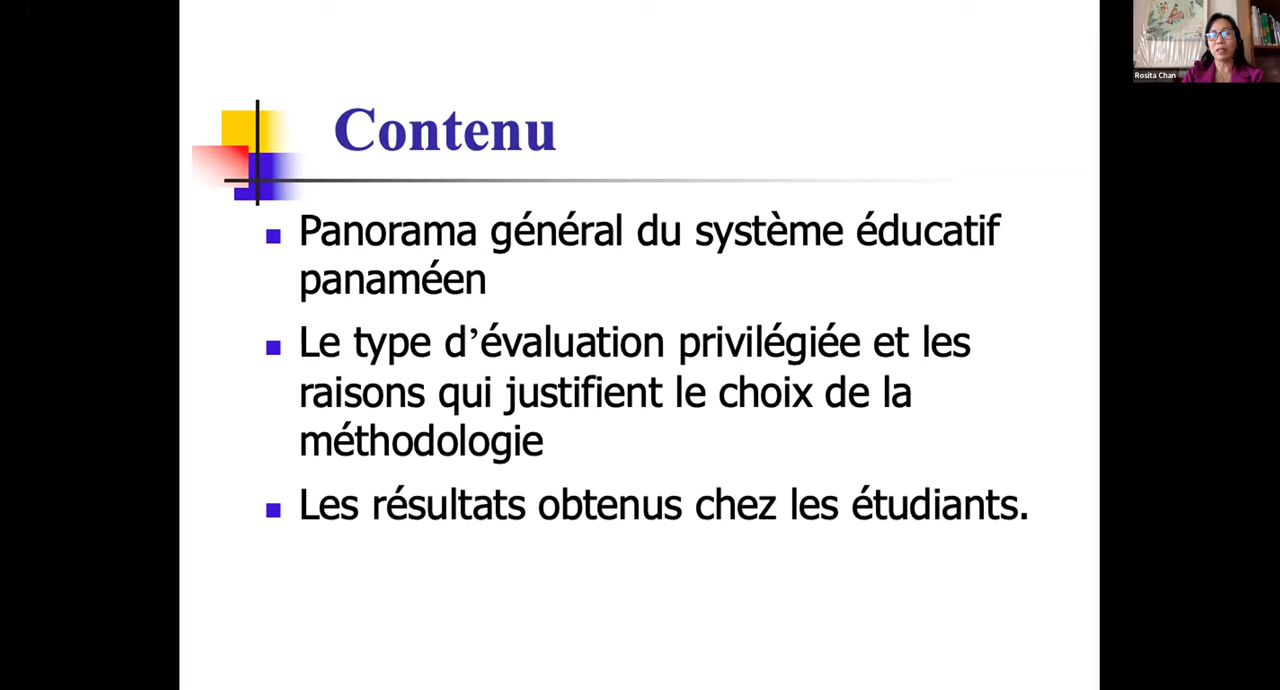 Contenu
Panorama général du système éducatif
panaméen
Le type d’évaluation privilégiée et les
raisons qui justifient le choix de la
méthodologie
Les résultats obtenus chez les étudiants.
Rosita Chan